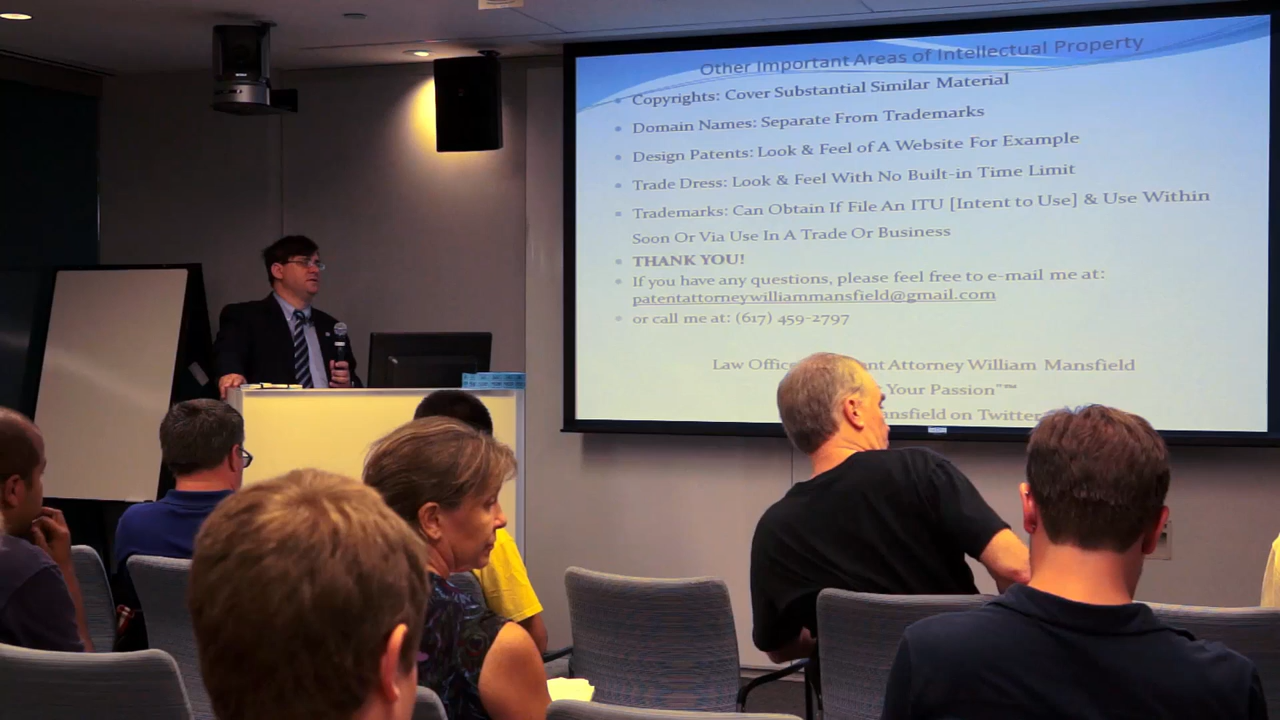 Other Important Areas of Intellectual Property
Copyrights: Cover Substantial Similar Material
Domain Names: Separate From Trademarks
Design Patents: Look & Feel of A Website For Example
Trade Dress: Look & Feel With No Built-in Time Limit
Trademarks: Can Obtain If File An ITU [Intent to Use] & Use Within
Soon Or Via Use In A Trade Or Business
THANK YOU!
If you have any questions, please feel free to e-mail me at:
patentattorneywilliammansfield@gmail.com
or call me at: (617) 459-2797
Law Attorney William Mansfield
Your Passion"™
on Twitter